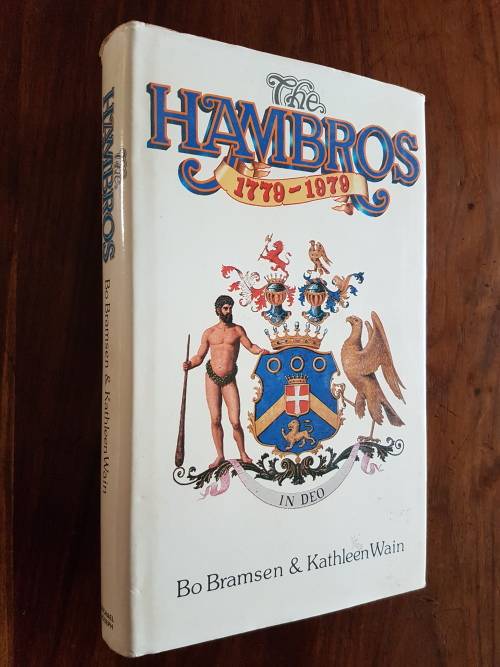 The
HAMBROS
1779-1979
IN DEO
Bo Bramsen & Kathleen Wain
The
HAMBROS
Bo Bramsen & Kathleen Wain